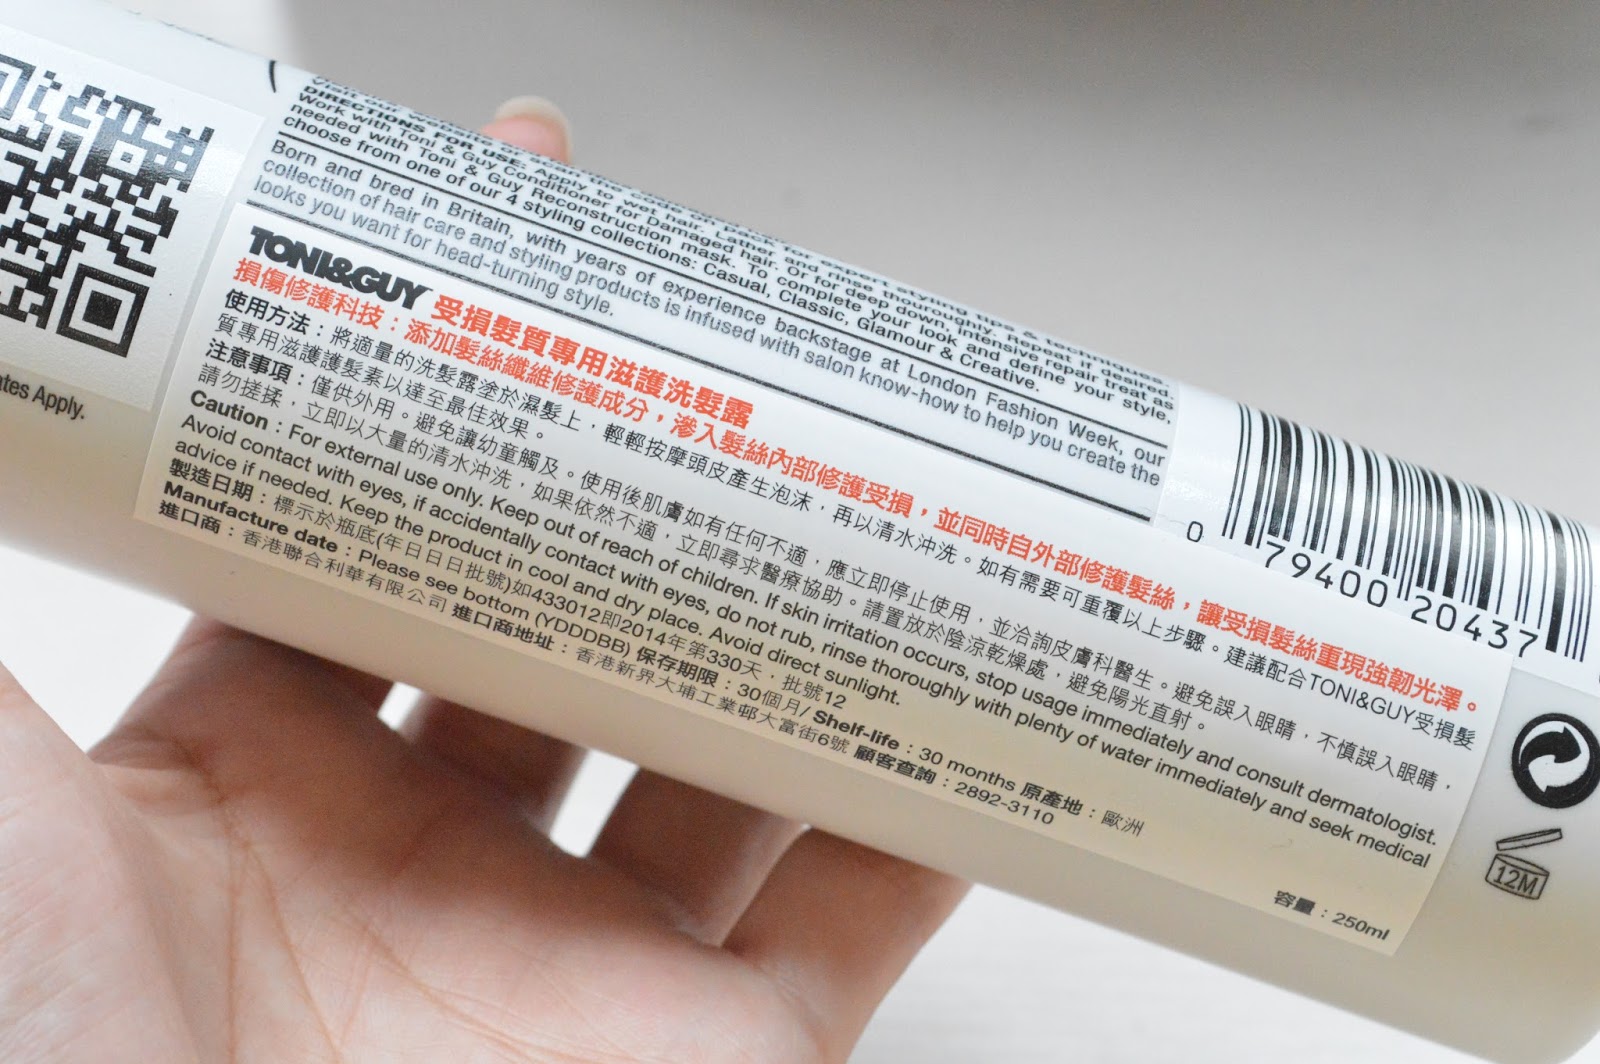 DIRECTIONS FOR USE: Apply to wet hair. Lather and rinse thoroughly. Repeat if desired.
Work with Toni & Guy Conditioner for Damaged hair. Or for deep down, intensive repair treat as
needed with Toni & Guy Reconstruction mask. To complete your look and define your style,
choose from one of our 4 styling collections: Casual, Classic, Glamour & Creative.
Born and bred in Britain, with years of experience backstage at London Fashion Week, our
collection of hair care and styling products is infused with salon know-how to help you create the
looks you want for head-turning style.
TONI&GUY 受損髮質專用滋護洗髮露
損傷修護科技：添加髮絲纖維修護成分，滲入髮絲內部修護受損，並同時自外部修護髮絲，讓受損髮絲重現強韌光澤。
使用方法：將適量的洗髮露塗於濕髮上，輕輕按摩頭皮產生泡沫，再以清水沖洗。如有需要可重覆以上步驟。建議配合TONI&GUY受損髮
質專用滋護護髮素以達至最佳效果。
注意事項：僅供外用。避免讓幼童觸及。使用後肌膚如有任何不適，應立即停止使用，並洽詢皮膚科醫生。避免誤入眼睛，不慎誤入眼睛，
請勿搓揉，立即以大量的清水沖洗，如果依然不適，立即尋求醫療協助。請置放於陰涼乾燥處，避免陽光直射。
Caution : For external use only. Keep out of reach of children. If skin irritation occurs, stop usage immediately and consult dermatologist.
Avoid contact with eyes, if accidentally contact with eyes, do not rub, rinse thoroughly with plenty of water immediately and seek medical
advice if needed. Keep the product in cool and dry place. Avoid direct sunlight.
製造日期：標示於瓶底(年日日日批號)如433012即2014年第330天，批號12
Manufacture date : Please see bottom (YDDDBB) 保存期限：30個月/ Shelf-life : 30 months 原產地：歐洲
進口商：香港聯合利華有限公司 進口商地址：香港新界大埔工業邨大富街6號 顧客查詢：2892-3110
容量：250ml
ates Apply.
0 79400 20437
12M